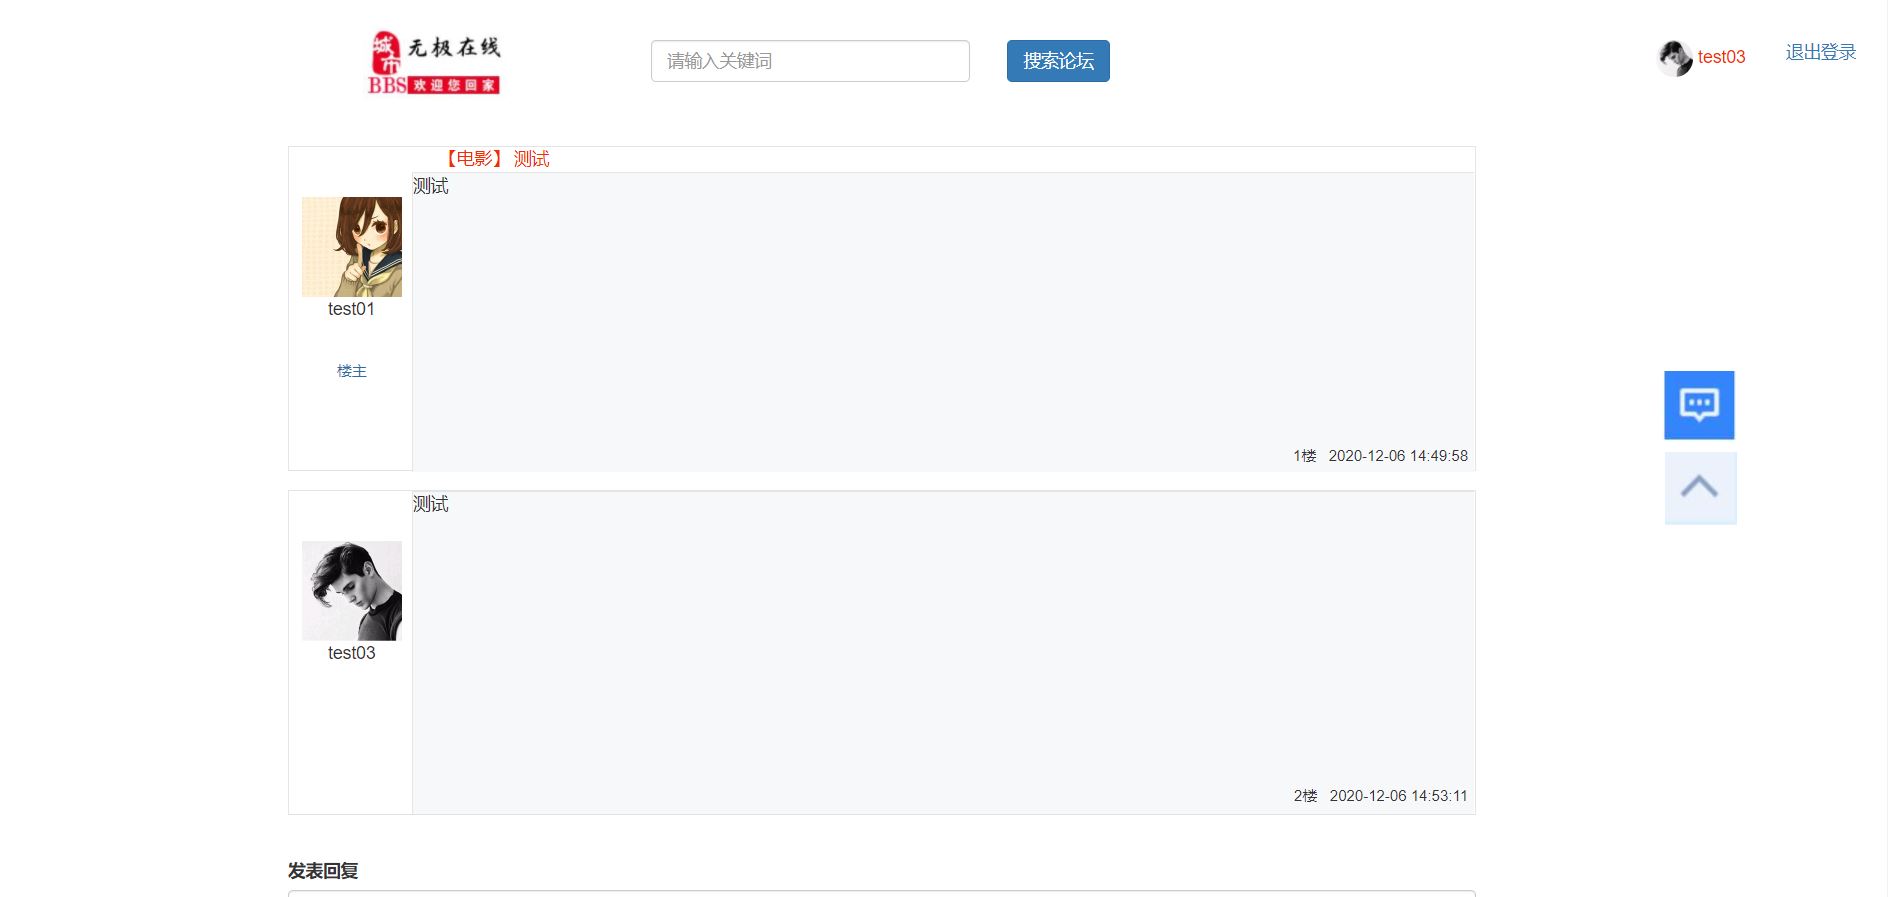 城市
无极在线
BBS欢迎您回家
请输入关键词
搜索论坛
test03
退出登录
【电影】 测试
测试
test01
楼主
1楼 2020-12-06 14:49:58
测试
test03
2楼 2020-12-06 14:53:11
发表回复